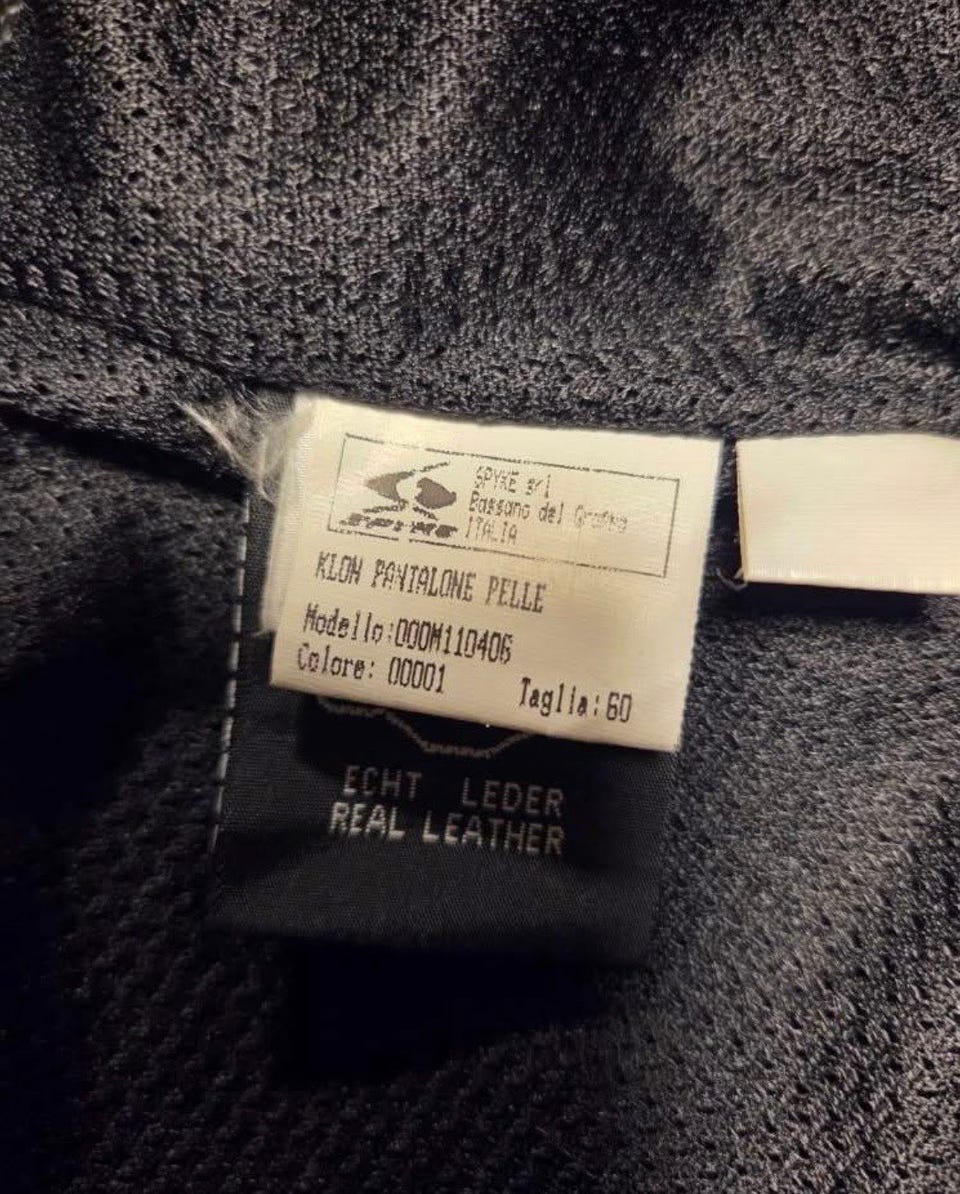 SPYKE srl
Bassano del Grappa
ITALIA
SPYKE
KLON PANTALONE PELLE
Modello:000M110406
Colore: 00001
Taglia:60
ECHT LEDER
REAL LEATHER